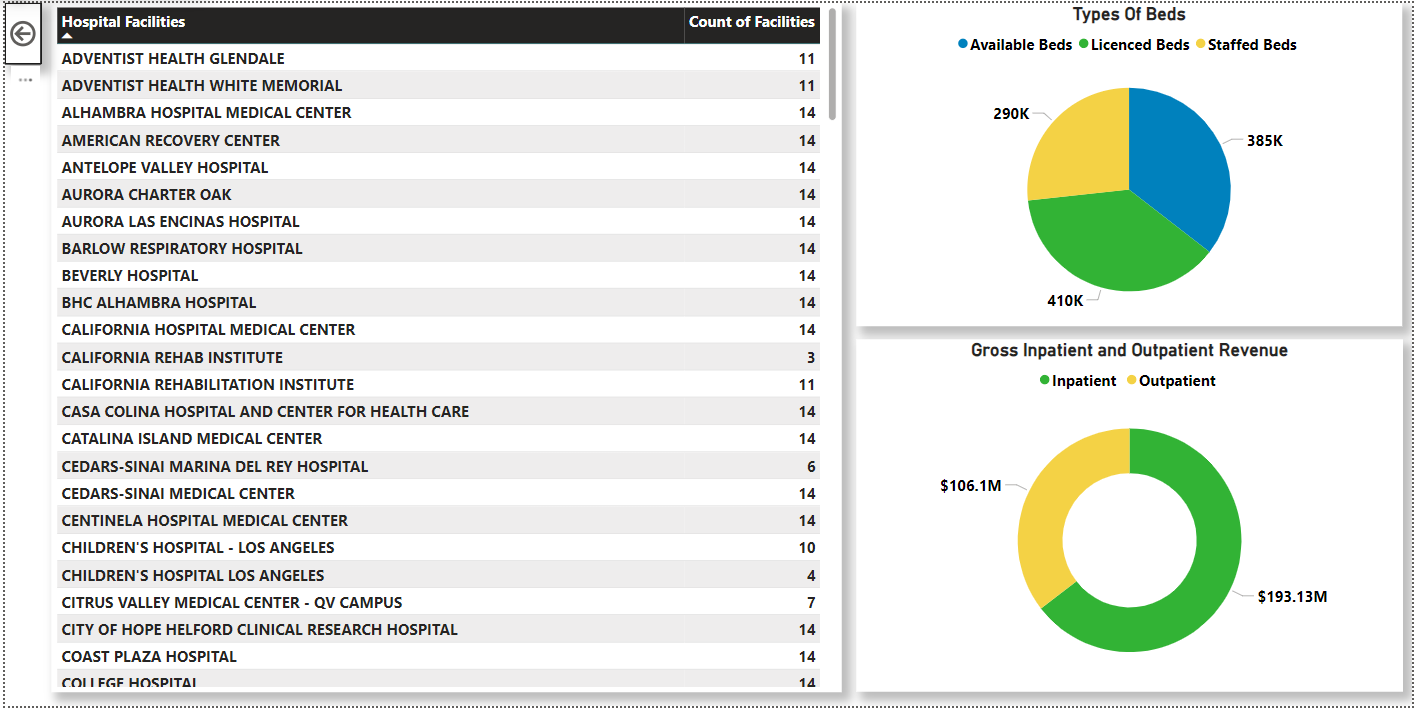 Hospital Facilities Count of Facilities
ADVENTIST HEALTH GLENDALE 11
ADVENTIST HEALTH WHITE MEMORIAL 11
ALHAMBRA HOSPITAL MEDICAL CENTER 14
AMERICAN RECOVERY CENTER 14
ANTELOPE VALLEY HOSPITAL 14
AURORA CHARTER OAK 14
AURORA LAS ENCINAS HOSPITAL 14
BARLOW RESPIRATORY HOSPITAL 14
BEVERLY HOSPITAL 14
BHC ALHAMBRA HOSPITAL 14
CALIFORNIA HOSPITAL MEDICAL CENTER 14
CALIFORNIA REHAB INSTITUTE 3
CALIFORNIA REHABILITATION INSTITUTE 11
CASA COLINA HOSPITAL AND CENTER FOR HEALTH CARE 14
CATALINA ISLAND MEDICAL CENTER 14
CEDARS-SINAI MARINA DEL REY HOSPITAL 6
CEDARS-SINAI MEDICAL CENTER 14
CENTINELA HOSPITAL MEDICAL CENTER 14
CHILDREN'S HOSPITAL - LOS ANGELES 10
CHILDREN'S HOSPITAL LOS ANGELES 4
CITRUS VALLEY MEDICAL CENTER - QV CAMPUS 7
CITY OF HOPE HELFORD CLINICAL RESEARCH HOSPITAL 14
COAST PLAZA HOSPITAL 14
COLLEGE HOSPITAL 14
Types Of Beds
Available Beds Licenced Beds Staffed Beds
290K
385K
410K
Gross Inpatient and Outpatient Revenue
Inpatient Outpatient
$106.1M
$193.13M